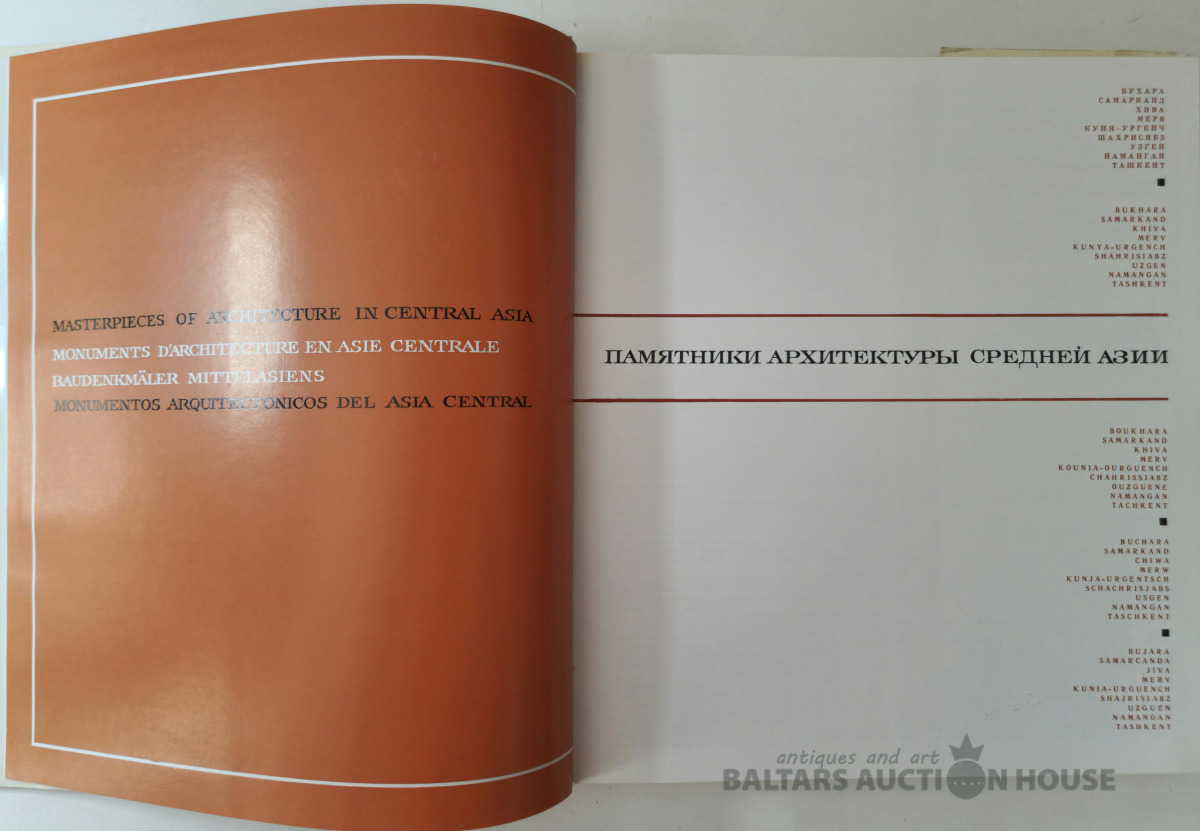 MASTERPIECES OF ARCHITECTURE IN CENTRAL ASIA
MONUMENTS D'ARCHITECTURE EN ASIE CENTRALE
BAUDENKMÄLER MITTELASIENS
MONUMENTOS ARQUITECTONICOS DEL ASIA CENTRAL
БУХАРА
САМАРКАНД
ХИВА
МЕРВ
КУНЯ-УРГЕНЧ
ШАХРИСЯБЗ
УЗГЕН
НАМАНГАН
ТАШКЕНТ
BUKHARA
SAMARKAND
KHIVA
MERV
KUNYA-URGENCH
SHAHRISIABZ
UZGEN
NAMANGAN
TASHKENT
ПАМЯТНИКИ АРХИТЕКТУРЫ СРЕДНЕЙ АЗИИ
BOUKHARA
SAMARKAND
KHIVA
MERV
KOUNIA-OURGUENCH
CHAHRISSIABZ
OUZGUENE
NAMANGAN
TACHKENT
BUCHARA
SAMARKAND
CHIWA
MERW
KUNJA-URGENTSCH
SCHACHRISJABS
USGEN
NAMANGAN
TASCHKENT
BUJARA
SAMARCANDA
JIVA
MERV
KUNIA-URGUENCH
SHAJRISIABZ
UZGUEN
NAMANGAN
TASHKENT
antiques and art
BALTARS AUCTION HOUSE